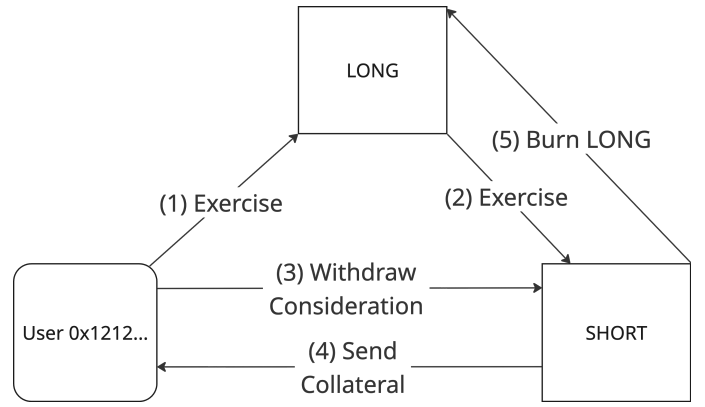 LONG
(5) Burn LONG
(1) Exercise
(2) Exercise
(3) Withdraw
Consideration
User 0x1212...
SHORT
(4) Send
Collateral